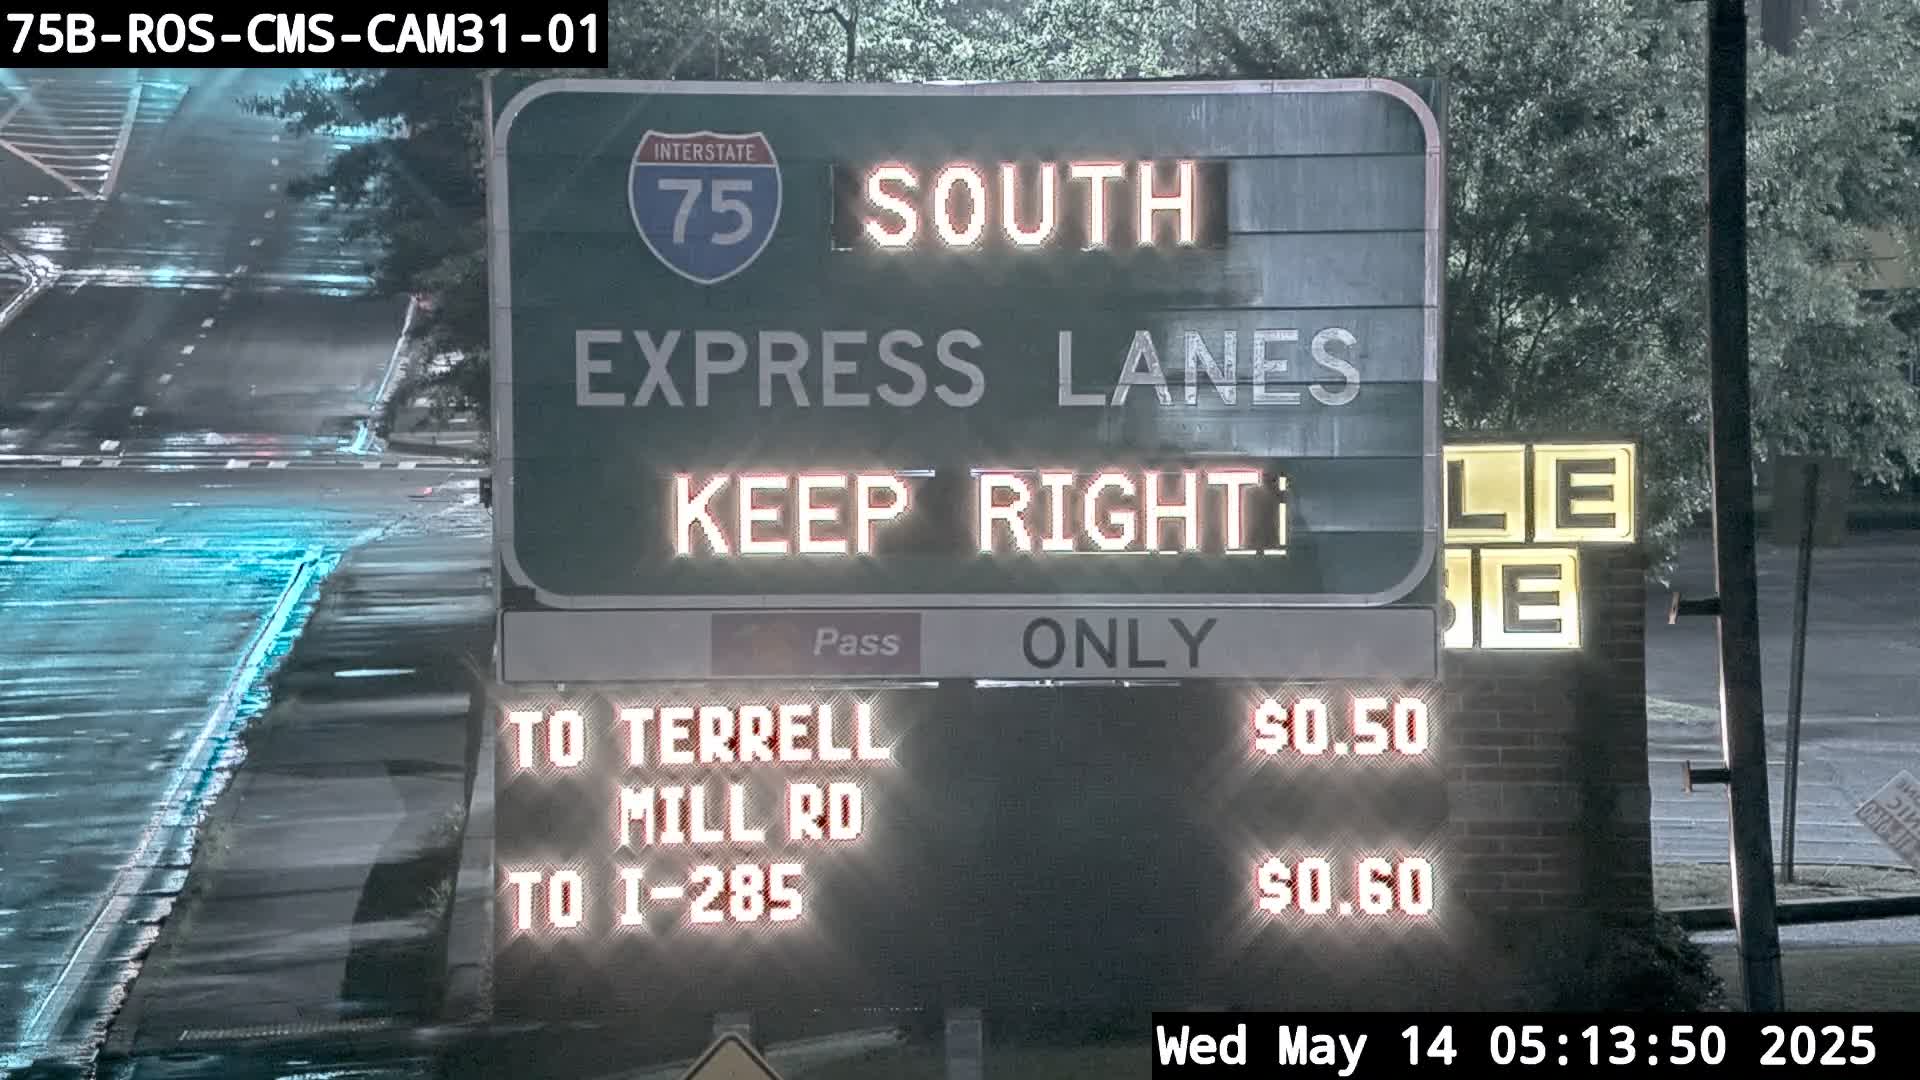 75B-ROS-CMS-CAM31-01
INTERSTATE
75
SOUTH
EXPRESS LANES
KEEP RIGHT
Pass
ONLY
TO TERRELL $0.50
MILL RD
TO I-285 $0.60
LE
E
Wed May 14 05:13:50 2025